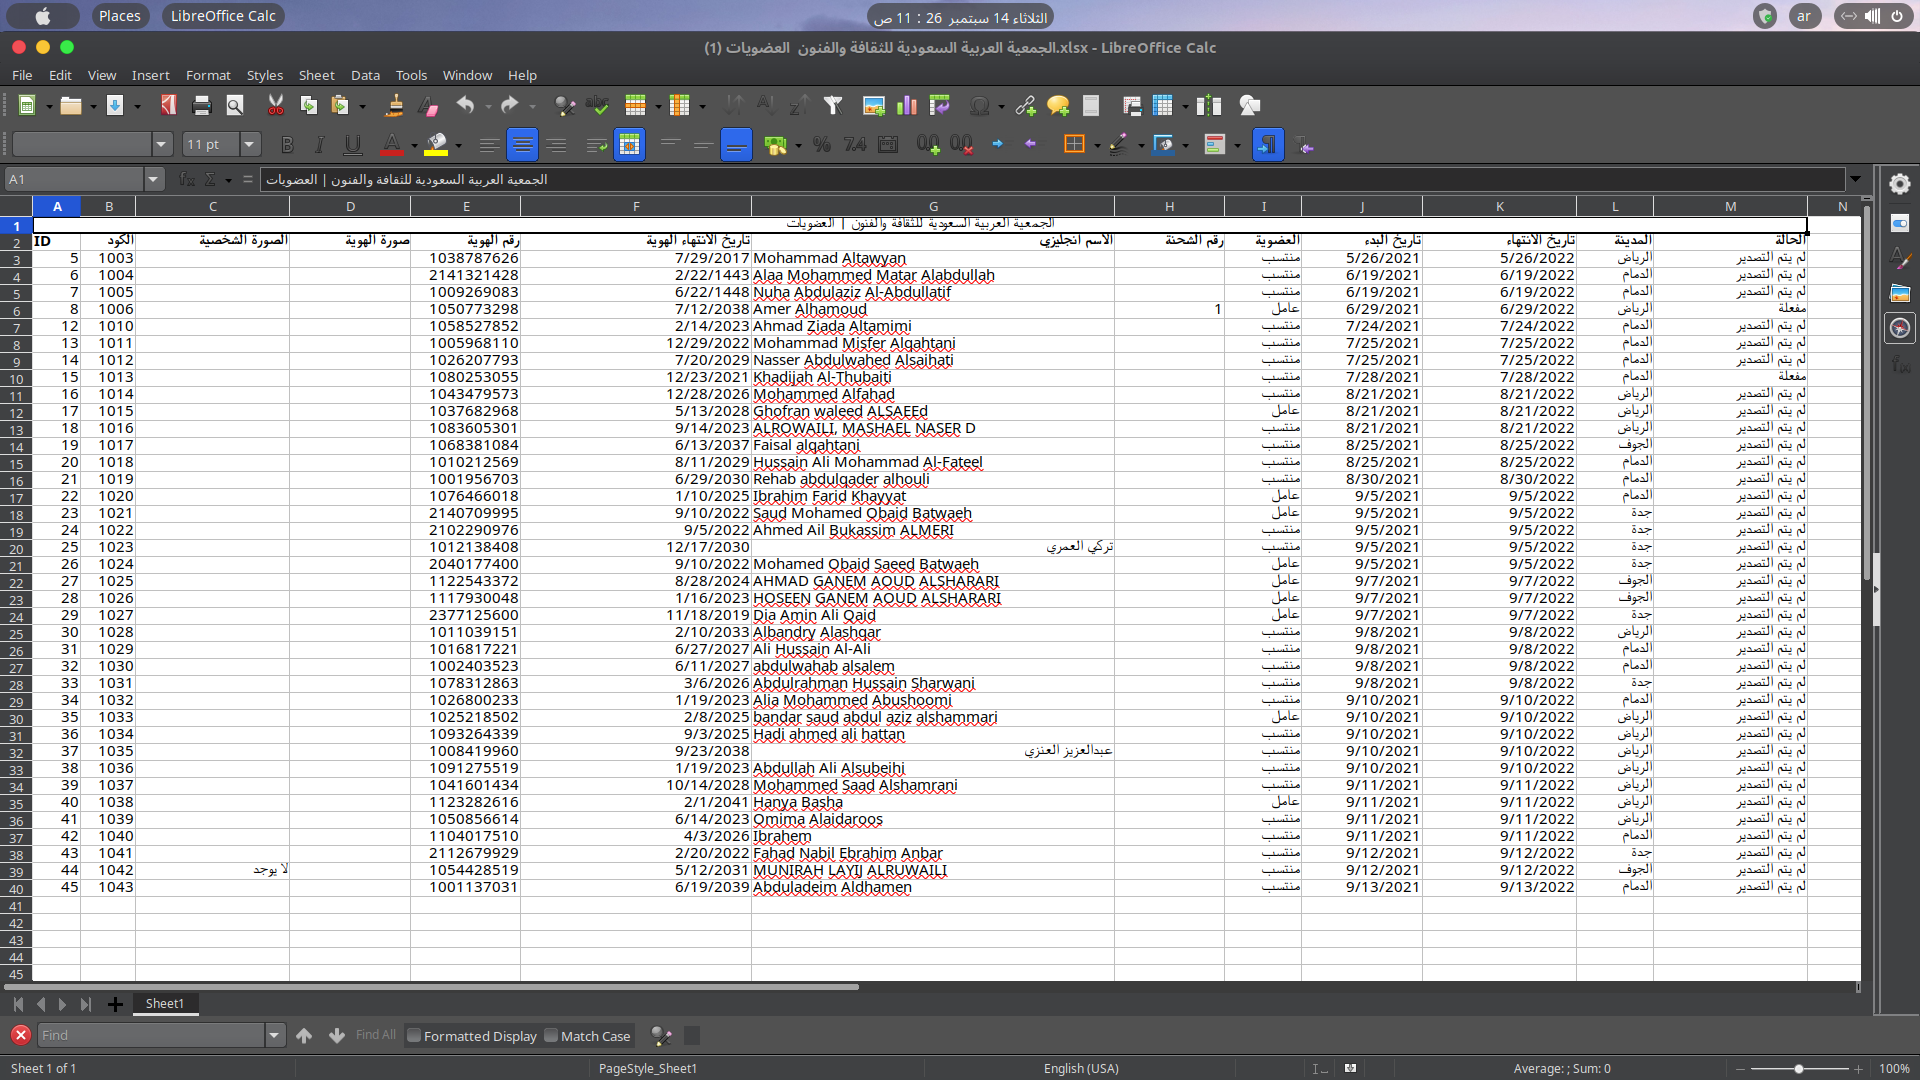 Places LibreOffice Calc الثلاثاء 14 سبتمبر 26 : 11 ص ar
الجمعية العربية السعودية للثقافة والفنون العضويات (1).xlsx - LibreOffice Calc
File Edit View Insert Format Styles Sheet Data Tools Window Help
11 pt
A1 الجمعية العربية السعودية للثقافة والفنون | العضويات
A B C D E F G H I J K L M N
1 الجمعية العربية السعودية للثقافة والفنون | العضويات
2 ID الكود الصورة الشخصية صورة الهوية رقم الهوية تاريخ الانتهاء الهوية الاسم انجليزي رقم الشحنة العضوية تاريخ البدء تاريخ الانتهاء المدينة الحالة
3 5 1003 1038787626 7/29/2017 Mohammad Altawyan منتسب 5/26/2021 5/26/2022 الرياض لم يتم التصدير
4 6 1004 2141321428 2/22/1443 Alaa Mohammed Matar Alabdullah منتسب 6/19/2021 6/19/2022 الدمام لم يتم التصدير
5 7 1005 1009269083 6/22/1448 Nuha Abdulaziz Al-Abdullatif منتسب 6/19/2021 6/19/2022 الدمام لم يتم التصدير
6 8 1006 1050773298 7/12/2038 Amer Alhamoud 1 عامل 6/29/2021 6/29/2022 الرياض مفعلة
7 12 1010 1058527852 2/14/2023 Ahmad Ziada Altamimi منتسب 7/24/2021 7/24/2022 الدمام لم يتم التصدير
8 13 1011 1005968110 12/29/2022 Mohammad Misfer Alqahtani منتسب 7/25/2021 7/25/2022 الدمام لم يتم التصدير
9 14 1012 1026207793 7/20/2029 Nasser Abdulwahed Alsaihati منتسب 7/25/2021 7/25/2022 الدمام لم يتم التصدير
10 15 1013 1080253055 12/23/2021 Khadijah Al-Thubaiti منتسب 7/28/2021 7/28/2022 الدمام مفعلة
11 16 1014 1043479573 12/28/2026 Mohammed Alfahad منتسب 8/21/2021 8/21/2022 الرياض لم يتم التصدير
12 17 1015 1037682968 5/13/2028 Ghofran waleed ALSAEEd عامل 8/21/2021 8/21/2022 الرياض لم يتم التصدير
13 18 1016 1083605301 9/14/2023 ALROWAILI, MASHAEL NASER D منتسب 8/21/2021 8/21/2022 الرياض لم يتم التصدير
14 19 1017 1068381084 6/13/2037 Faisal alqahtani منتسب 8/25/2021 8/25/2022 الجوف لم يتم التصدير
15 20 1018 1010212569 8/11/2029 Hussain Ali Mohammad Al-Fateel منتسب 8/25/2021 8/25/2022 الدمام لم يتم التصدير
16 21 1019 1001956703 6/29/2030 Rehab abdulqader alhouli منتسب 8/30/2021 8/30/2022 الدمام لم يتم التصدير
17 22 1020 1076466018 1/10/2025 Ibrahim Farid Khayyat عامل 9/5/2021 9/5/2022 الدمام لم يتم التصدير
18 23 1021 2140709995 9/10/2022 Saud Mohamed Obaid Batwaeh عامل 9/5/2021 9/5/2022 جدة لم يتم التصدير
19 24 1022 2102290976 9/5/2022 Ahmed Ail Bukassim ALMERI منتسب 9/5/2021 9/5/2022 جدة لم يتم التصدير
20 25 1023 1012138408 12/17/2030 تركي العمري منتسب 9/5/2021 9/5/2022 جدة لم يتم التصدير
21 26 1024 2040177400 9/10/2022 Mohamed Obaid Saeed Batwaeh عامل 9/5/2021 9/5/2022 جدة لم يتم التصدير
22 27 1025 1122543372 8/28/2024 AHMAD GANEM AOUD ALSHARARI عامل 9/7/2021 9/7/2022 الجوف لم يتم التصدير
23 28 1026 1117930048 1/16/2023 HOSEEN GANEM AOUD ALSHARARI عامل 9/7/2021 9/7/2022 الجوف لم يتم التصدير
24 29 1027 2377125600 11/18/2019 Dia Amin Ali Qaid عامل 9/7/2021 9/7/2022 جدة لم يتم التصدير
25 30 1028 1011039151 2/10/2033 Albandry Alashqar منتسب 9/8/2021 9/8/2022 الرياض لم يتم التصدير
26 31 1029 1016817221 6/27/2027 Ali Hussain Al-Ali منتسب 9/8/2021 9/8/2022 الدمام لم يتم التصدير
27 32 1030 1002403523 6/11/2027 abdulwahab alsalem منتسب 9/8/2021 9/8/2022 الدمام لم يتم التصدير
28 33 1031 1078312863 3/6/2026 Abdulrahman Hussain Sharwani منتسب 9/8/2021 9/8/2022 جدة لم يتم التصدير
29 34 1032 1026800233 1/19/2023 Alia Mohammed Abushoomi منتسب 9/10/2021 9/10/2022 الدمام لم يتم التصدير
30 35 1033 1025218502 2/8/2025 bandar saud abdul aziz alshammari عامل 9/10/2021 9/10/2022 الرياض لم يتم التصدير
31 36 1034 1093264339 9/3/2025 Hadi ahmed ali hattan منتسب 9/10/2021 9/10/2022 الرياض لم يتم التصدير
32 37 1035 1008419960 9/23/2038 عبدالعزيز العنزي منتسب 9/10/2021 9/10/2022 الرياض لم يتم التصدير
33 38 1036 1091275519 1/19/2023 Abdullah Ali Alsubeihi منتسب 9/10/2021 9/10/2022 الرياض لم يتم التصدير
34 39 1037 1041601434 10/14/2028 Mohammed Saad Alshamrani منتسب 9/11/2021 9/11/2022 الرياض لم يتم التصدير
35 40 1038 1123282616 2/1/2041 Hanya Basha عامل 9/11/2021 9/11/2022 الرياض لم يتم التصدير
36 41 1039 1050856614 6/14/2023 Omima Alaidaroos منتسب 9/11/2021 9/11/2022 الرياض لم يتم التصدير
37 42 1040 1104017510 4/3/2026 Ibrahem منتسب 9/11/2021 9/11/2022 الدمام لم يتم التصدير
38 43 1041 2112679929 2/20/2022 Fahad Nabil Ebrahim Anbar منتسب 9/12/2021 9/12/2022 جدة لم يتم التصدير
39 44 1042 لا يوجد 1054428519 5/12/2031 MUNIRAH LAYIJ ALRUWAILI منتسب 9/12/2021 9/12/2022 الجوف لم يتم التصدير
40 45 1043 1001137031 6/19/2039 Abduladeim Aldhamen منتسب 9/13/2021 9/13/2022 الدمام لم يتم التصدير
41
42
43
44
45
Sheet1
Find Find All Formatted Display Match Case
Sheet 1 of 1 PageStyle_Sheet1 English (USA) Average: ; Sum: 0 100%